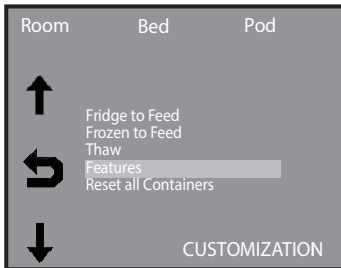 Room Bed Pod
Fridge to Feed
Frozen to Feed
Thaw
Features
Reset all Containers
CUSTOMIZATION